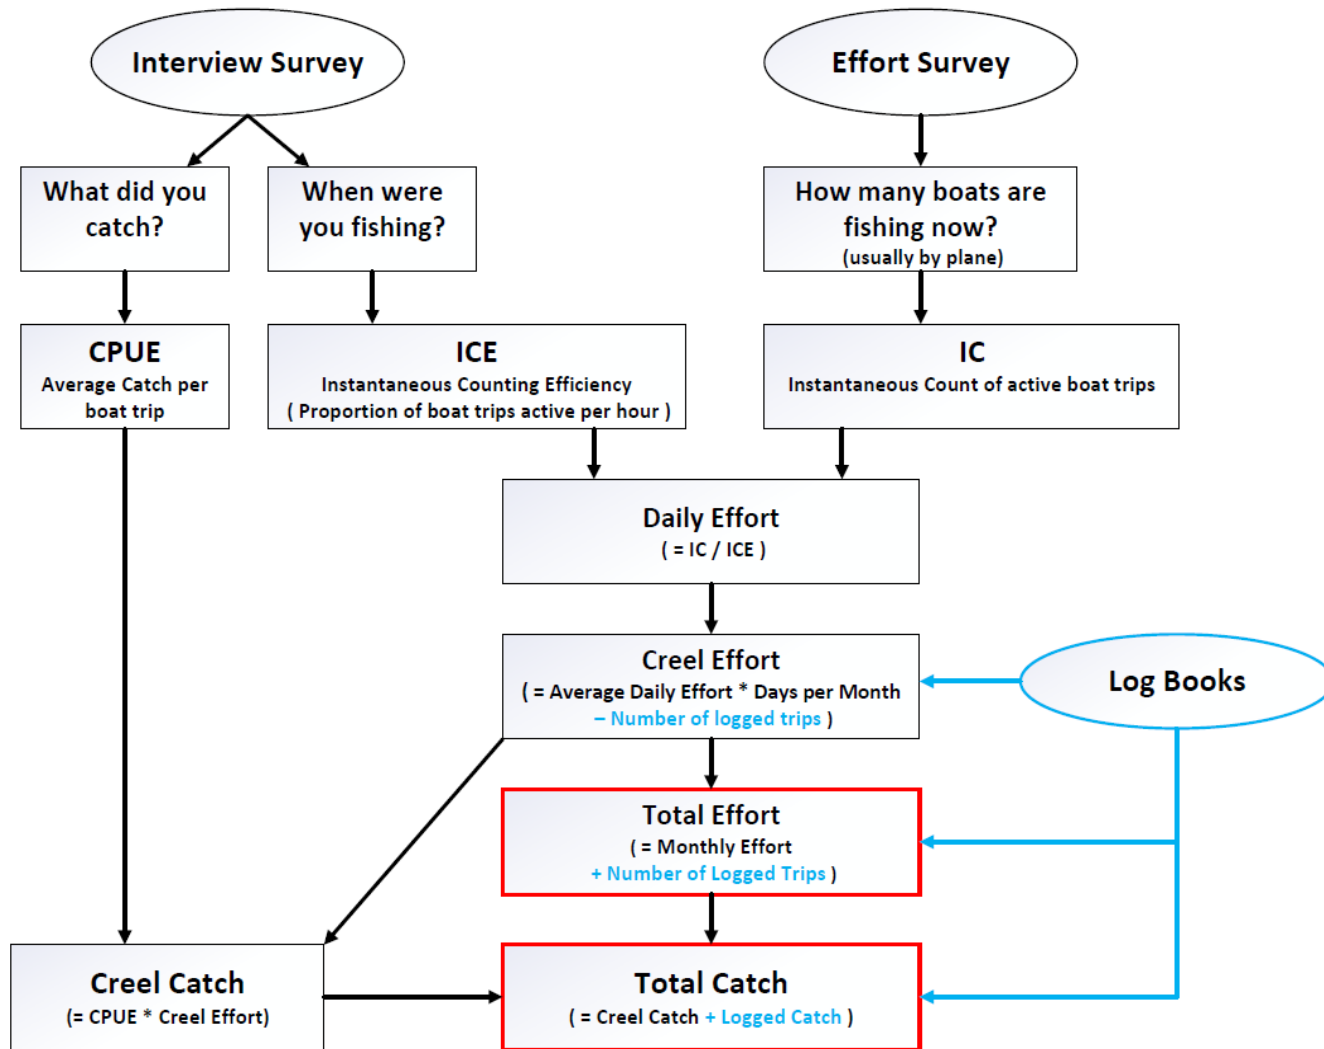 Interview Survey
Effort Survey
What did you
catch?
When were
you fishing?
How many boats are
fishing now?
(usually by plane)
CPUE
Average Catch per
boat trip
ICE
Instantaneous Counting Efficiency
( Proportion of boat trips active per hour )
IC
Instantaneous Count of active boat trips
Daily Effort
( = IC / ICE )
Creel Effort
( = Average Daily Effort * Days per Month
– Number of logged trips )
Log Books
Total Effort
( = Monthly Effort
+ Number of Logged Trips )
Creel Catch
(= CPUE * Creel Effort)
Total Catch
( = Creel Catch + Logged Catch )